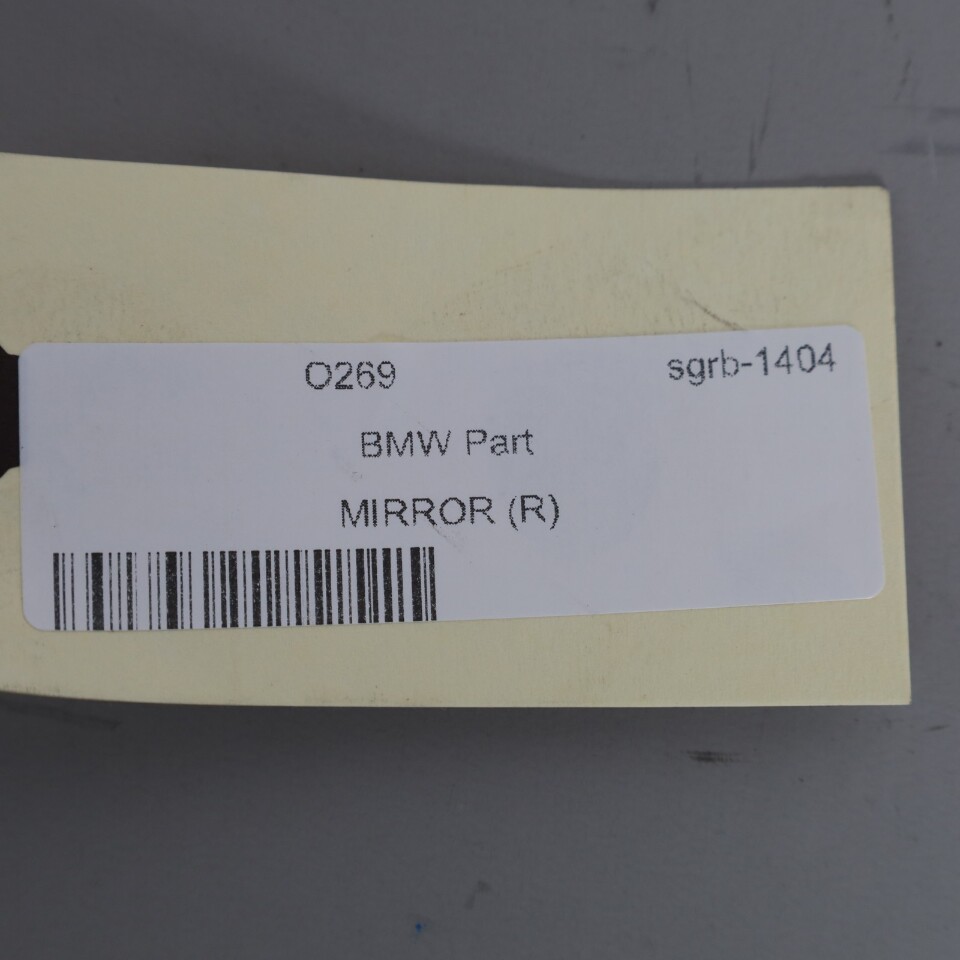 O269 sgrb-1404
BMW Part
MIRROR (R)